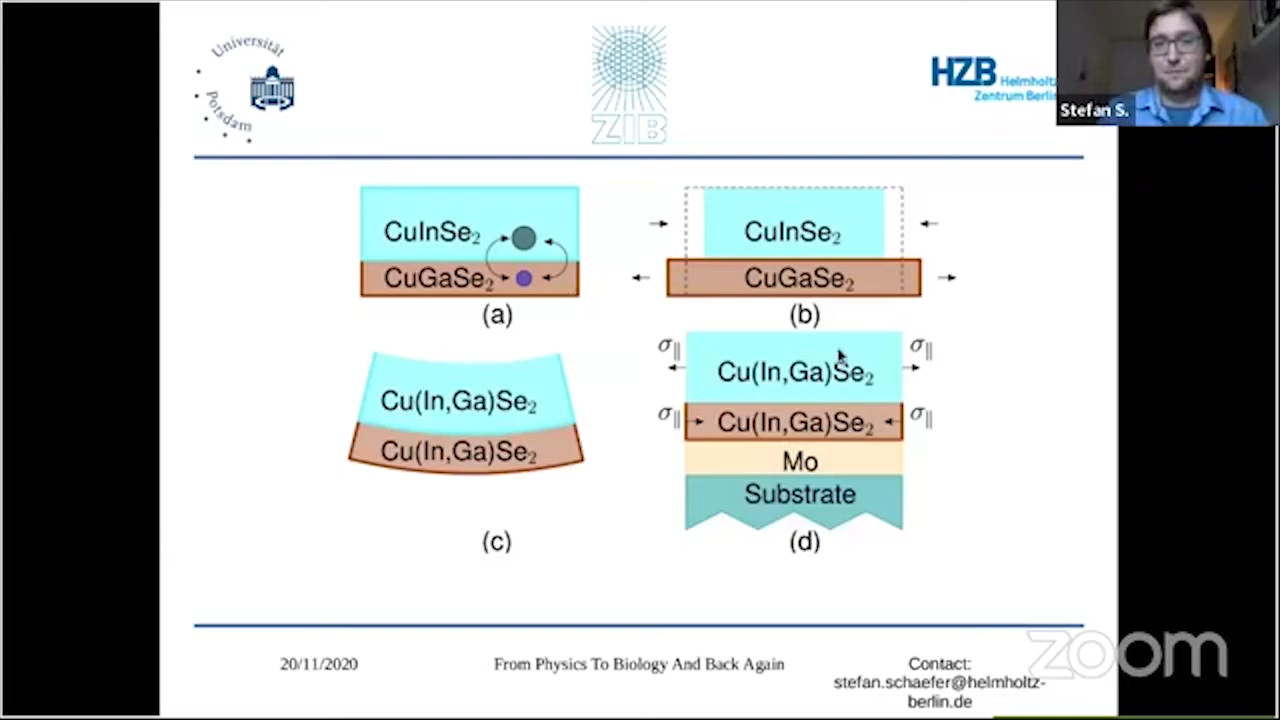 Universität
Potsdam
ZIB
HZB Helmholtz
Zentrum Berlin
Stefan S.
CuInSe₂
CuGaSe₂
(a)
CuInSe₂
CuGaSe₂
(b)
Cu(In,Ga)Se₂
Cu(In,Ga)Se₂
(c)
σ∥ σ∥
Cu(In,Ga)Se₂
σ∥ Cu(In,Ga)Se₂ σ∥
Mo
Substrate
(d)
20/11/2020
From Physics To Biology And Back Again
Contact:
stefan.schaefer@helmholtz-
berlin.de
zoom